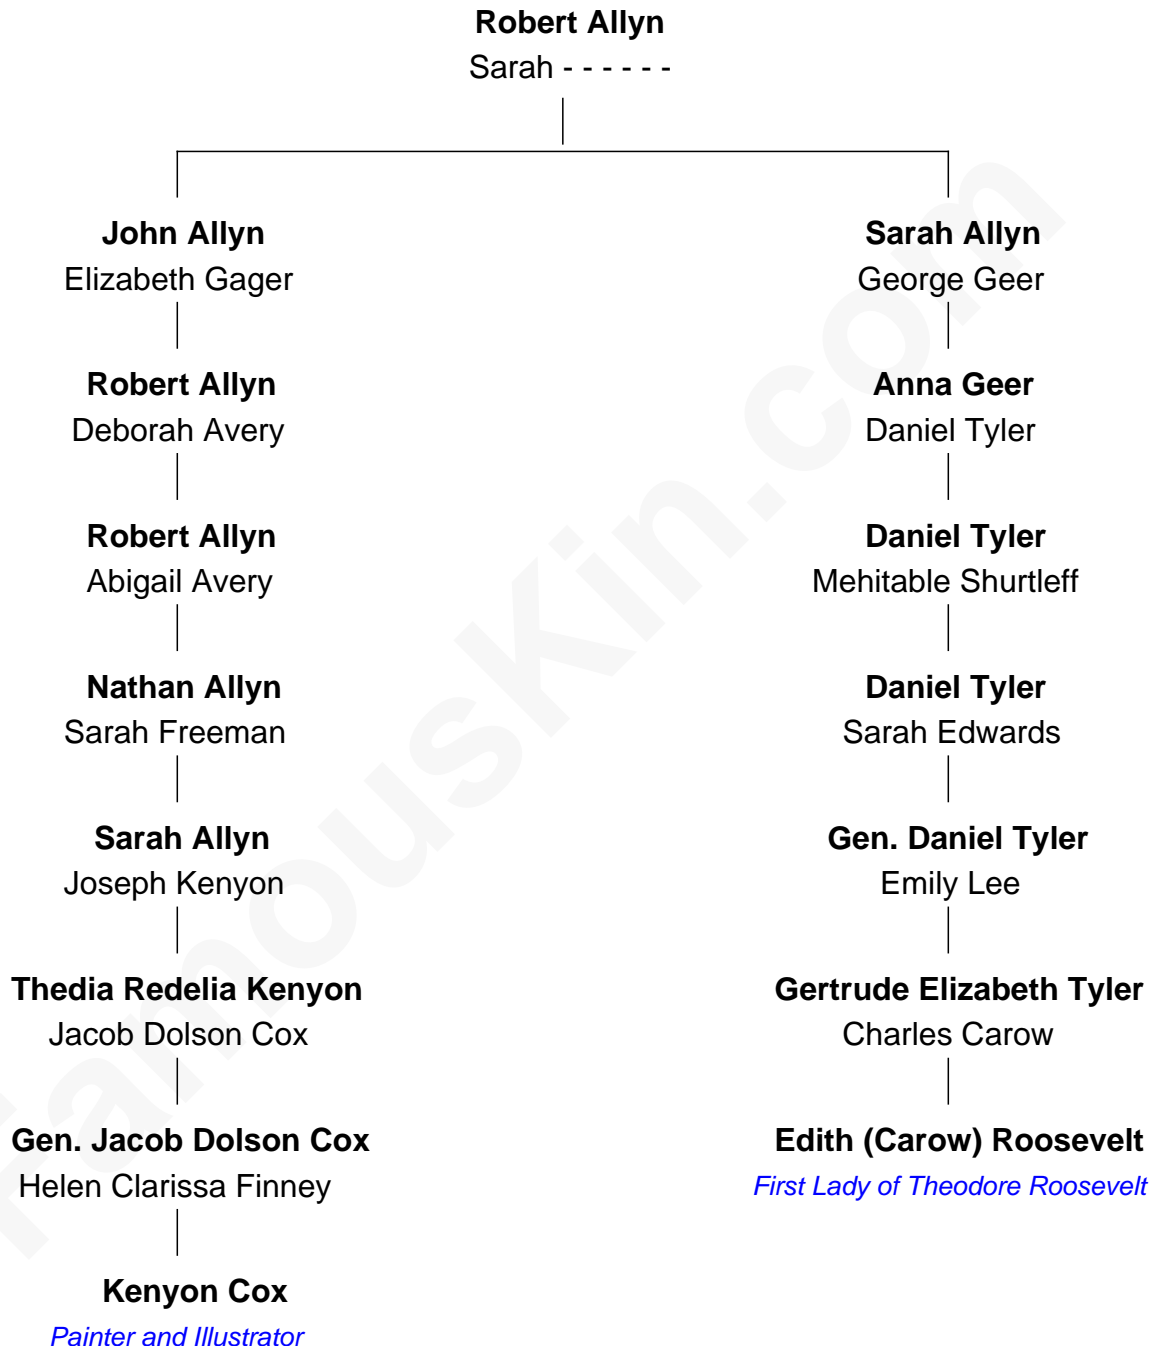 Robert Allyn
Sarah - - - - - -
John Allyn
Elizabeth Gager
Sarah Allyn
George Geer
Robert Allyn
Deborah Avery
Anna Geer
Daniel Tyler
Robert Allyn
Abigail Avery
Daniel Tyler
Mehitable Shurtleff
Nathan Allyn
Sarah Freeman
Daniel Tyler
Sarah Edwards
Sarah Allyn
Joseph Kenyon
Gen. Daniel Tyler
Emily Lee
Thedia Redelia Kenyon
Jacob Dolson Cox
Gertrude Elizabeth Tyler
Charles Carow
Gen. Jacob Dolson Cox
Helen Clarissa Finney
Edith (Carow) Roosevelt
First Lady of Theodore Roosevelt
Kenyon Cox
Painter and Illustrator
FamousKin.com